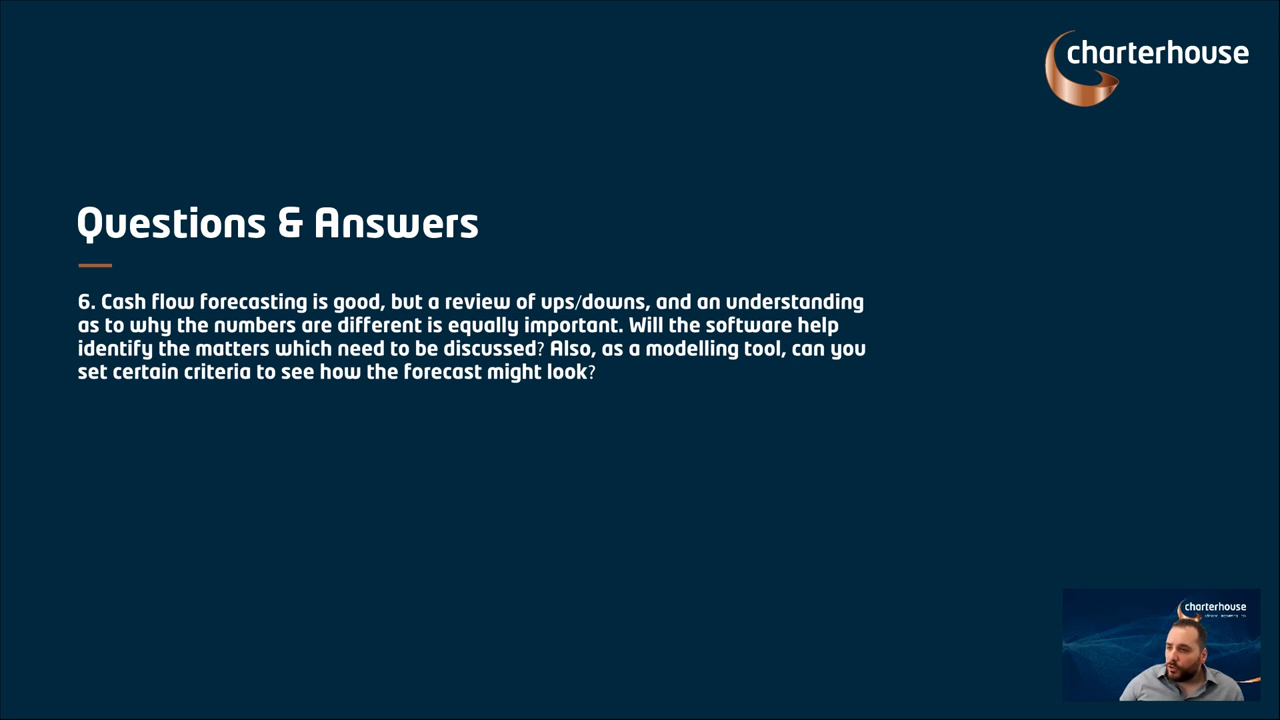 charterhouse
Questions & Answers
6. Cash flow forecasting is good, but a review of ups/downs, and an understanding
as to why the numbers are different is equally important. Will the software help
identify the matters which need to be discussed? Also, as a modelling tool, can you
set certain criteria to see how the forecast might look?
charterhouse